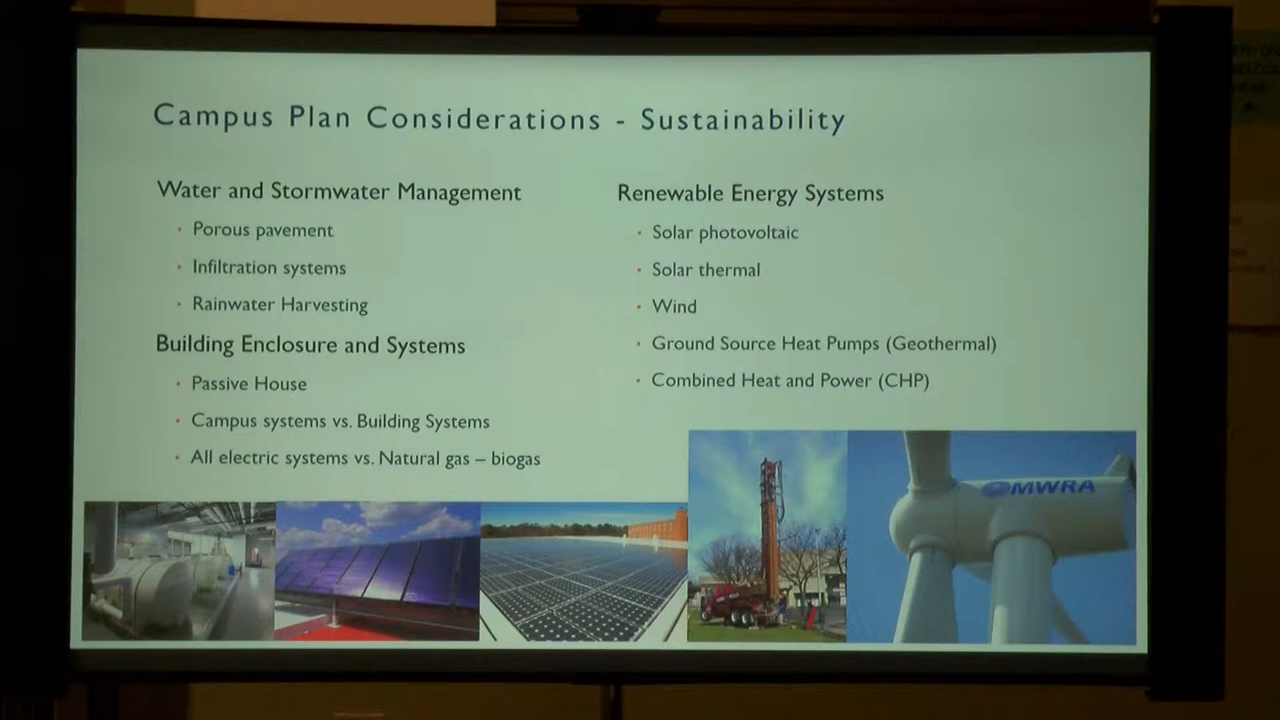 Campus Plan Considerations - Sustainability
Water and Stormwater Management
• Porous pavement
• Infiltration systems
• Rainwater Harvesting
Building Enclosure and Systems
• Passive House
• Campus systems vs. Building Systems
• All electric systems vs. Natural gas – biogas
Renewable Energy Systems
• Solar photovoltaic
• Solar thermal
• Wind
• Ground Source Heat Pumps (Geothermal)
• Combined Heat and Power (CHP)
MWRA